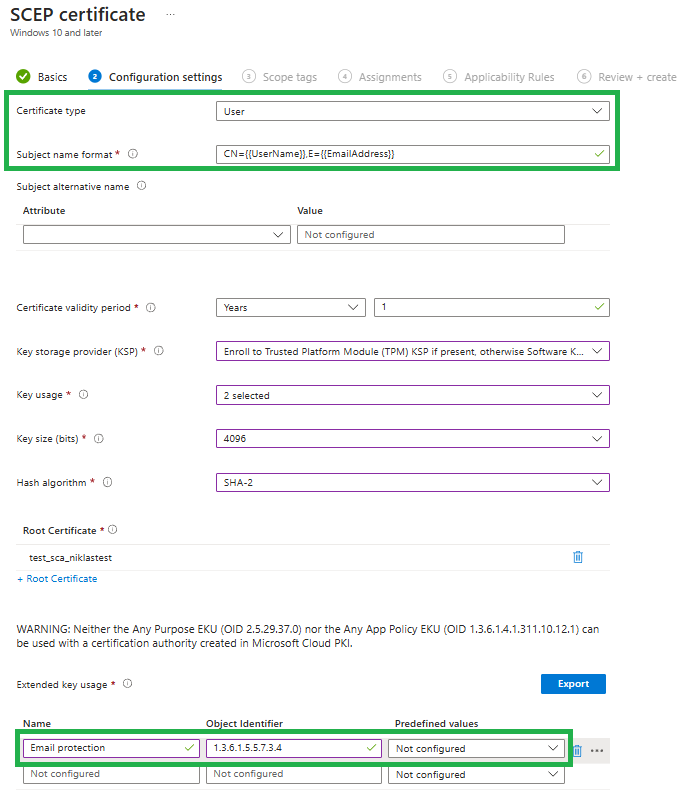 SCEP certificate ...
Windows 10 and later
Basics 2 Configuration settings 3 Scope tags 4 Assignments 5 Applicability Rules 6 Review + create
Certificate type User
Subject name format * CN={{UserName}},E={{EmailAddress}}
Subject alternative name
Attribute Value
Not configured
Certificate validity period * Years 1
Key storage provider (KSP) * Enroll to Trusted Platform Module (TPM) KSP if present, otherwise Software K...
Key usage * 2 selected
Key size (bits) * 4096
Hash algorithm * SHA-2
Root Certificate *
test_sca_niklastest
+ Root Certificate
WARNING: Neither the Any Purpose EKU (OID 2.5.29.37.0) nor the Any App Policy EKU (OID 1.3.6.1.4.1.311.10.12.1) can
be used with a certification authority created in Microsoft Cloud PKI.
Extended key usage * Export
Name Object Identifier Predefined values
Email protection 1.3.6.1.5.5.7.3.4 Not configured ...
Not configured Not configured Not configured